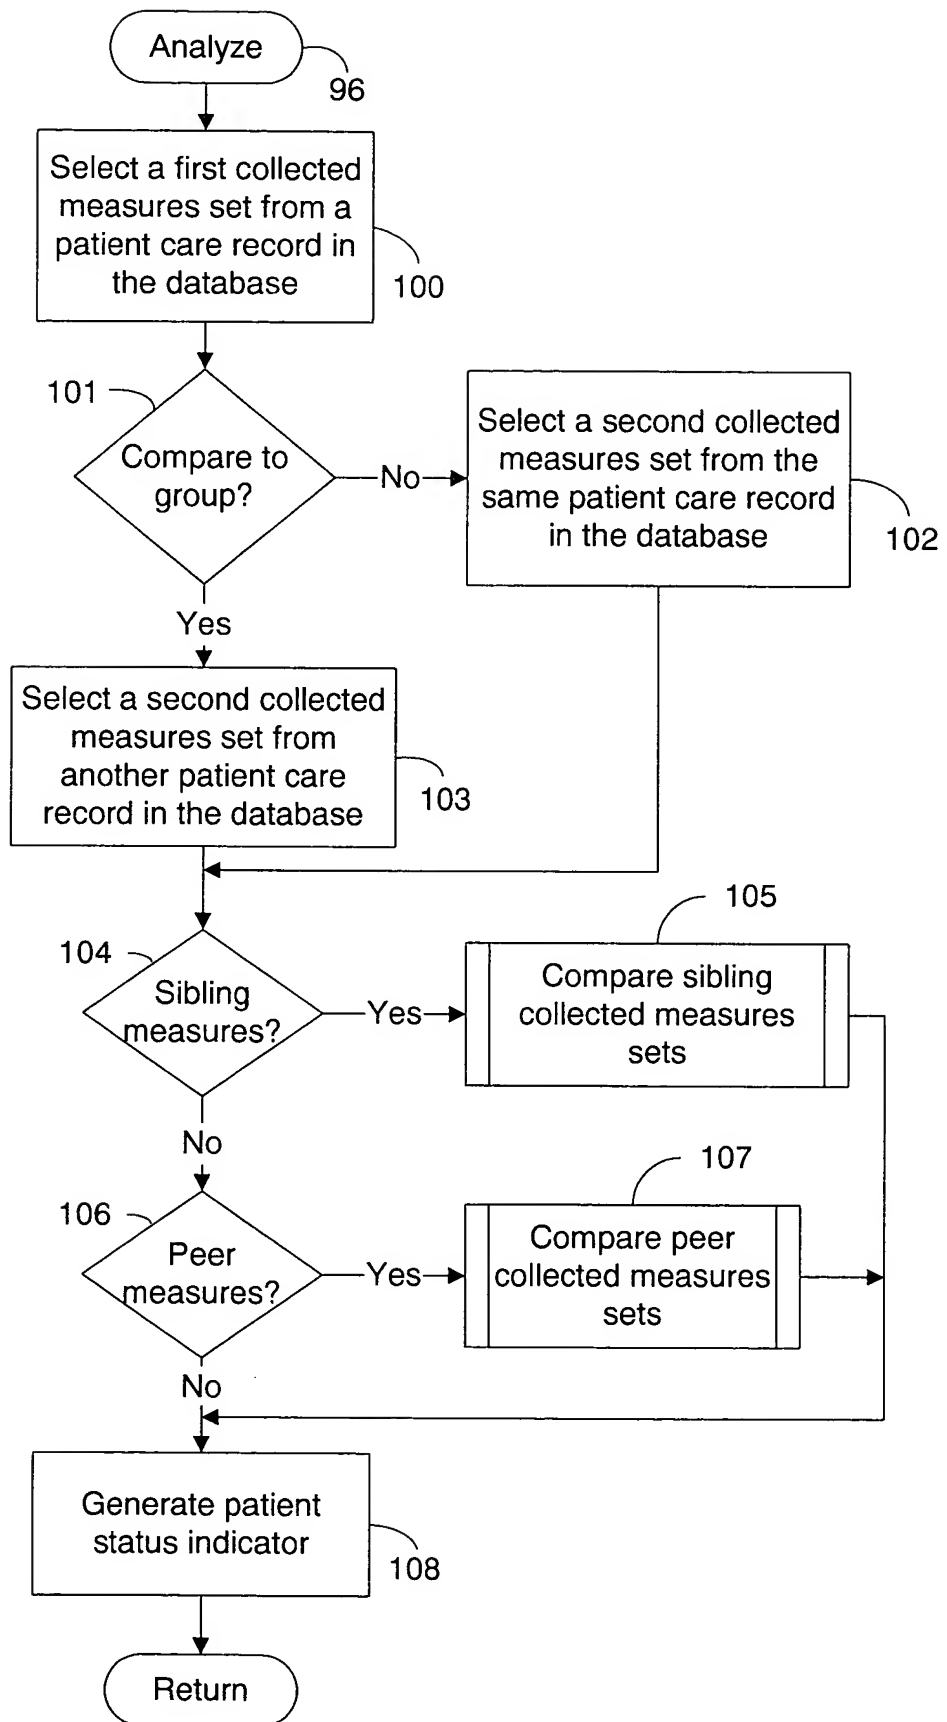 Analyze
96
Select a first collected
measures set from a
patient care record in
the database
100
101
Compare to
group?
No
Select a second collected
measures set from the
same patient care record
in the database
102
Yes
Select a second collected
measures set from
another patient care
record in the database
103
104
Sibling
measures?
Yes
105
Compare sibling
collected measures
sets
No
106
Peer
measures?
Yes
107
Compare peer
collected measures
sets
No
Generate patient
status indicator
108
Return